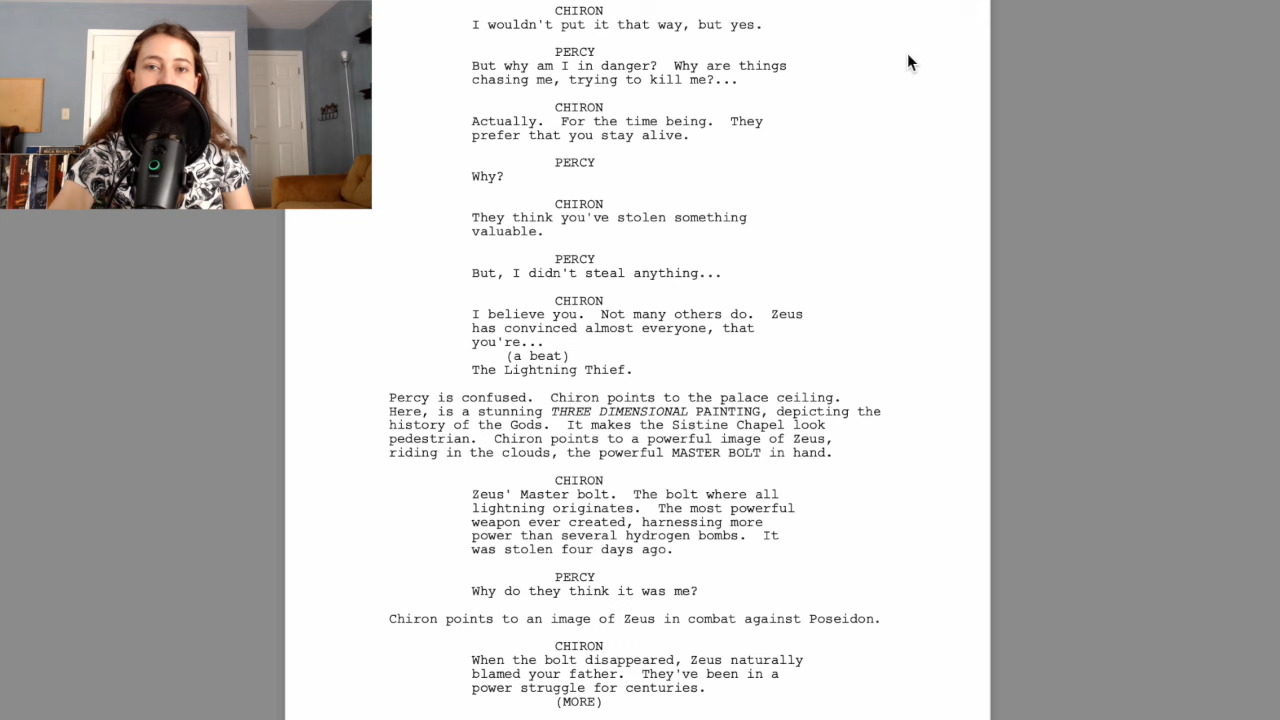 CHIRON
I wouldn't put it that way, but yes.
PERCY
But why am I in danger?  Why are things
chasing me, trying to kill me?...
CHIRON
Actually.  For the time being.  They
prefer that you stay alive.
PERCY
Why?
CHIRON
They think you've stolen something
valuable.
PERCY
But, I didn't steal anything...
CHIRON
I believe you.  Not many others do.  Zeus
has convinced almost everyone, that
you're...
(a beat)
The Lightning Thief.
Percy is confused.  Chiron points to the palace ceiling.
Here, is a stunning THREE DIMENSIONAL PAINTING, depicting the
history of the Gods.  It makes the Sistine Chapel look
pedestrian.  Chiron points to a powerful image of Zeus,
riding in the clouds, the powerful MASTER BOLT in hand.
CHIRON
Zeus' Master bolt.  The bolt where all
lightning originates.  The most powerful
weapon ever created, harnessing more
power than several hydrogen bombs.  It
was stolen four days ago.
PERCY
Why do they think it was me?
Chiron points to an image of Zeus in combat against Poseidon.
CHIRON
When the bolt disappeared, Zeus naturally
blamed your father.  They've been in a
power struggle for centuries.
(MORE)